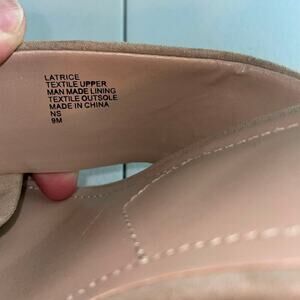 LATRICE
TEXTILE UPPER
MAN MADE LINING
TEXTILE OUTSOLE
MADE IN CHINA
NS
9M